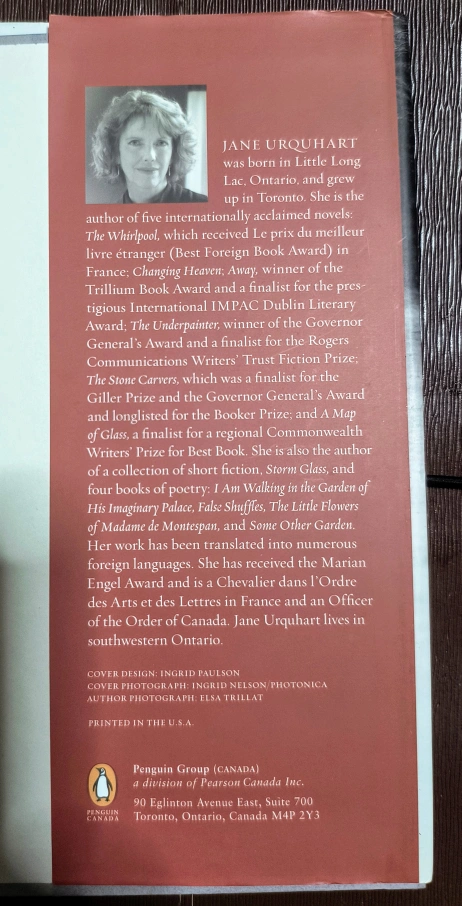 JANE URQUHART
was born in Little Long
Lac, Ontario, and grew
up in Toronto. She is the
author of five internationally acclaimed novels:
The Whirlpool, which received Le prix du meilleur
livre étranger (Best Foreign Book Award) in
France; Changing Heaven; Away, winner of the
Trillium Book Award and a finalist for the pres-
tigious International IMPAC Dublin Literary
Award; The Underpainter, winner of the Governor
General's Award and a finalist for the Rogers
Communications Writers' Trust Fiction Prize;
The Stone Carvers, which was a finalist for the
Giller Prize and the Governor General's Award
and longlisted for the Booker Prize; and A Map
of Glass, a finalist for a regional Commonwealth
Writers' Prize for Best Book. She is also the author
of a collection of short fiction, Storm Glass, and
four books of poetry: I Am Walking in the Garden of
His Imaginary Palace, False Shuffles, The Little Flowers
of Madame de Montespan, and Some Other Garden.
Her work has been translated into numerous
foreign languages. She has received the Marian
Engel Award and is a Chevalier dans l'Ordre
des Arts et des Lettres in France and an Officer
of the Order of Canada. Jane Urquhart lives in
southwestern Ontario.
COVER DESIGN: INGRID PAULSON
COVER PHOTOGRAPH: INGRID NELSON/PHOTONICA
AUTHOR PHOTOGRAPH: ELSA TRILLAT
PRINTED IN THE U.S.A.
PENGUIN
CANADA
Penguin Group (CANADA)
a division of Pearson Canada Inc.
90 Eglinton Avenue East, Suite 700
Toronto, Ontario, Canada M4P 2Y3